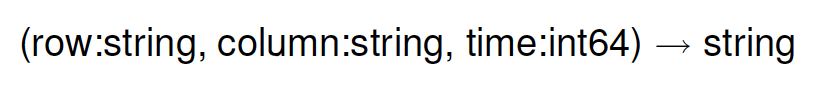 (row:string, column:string, time:int64) → string